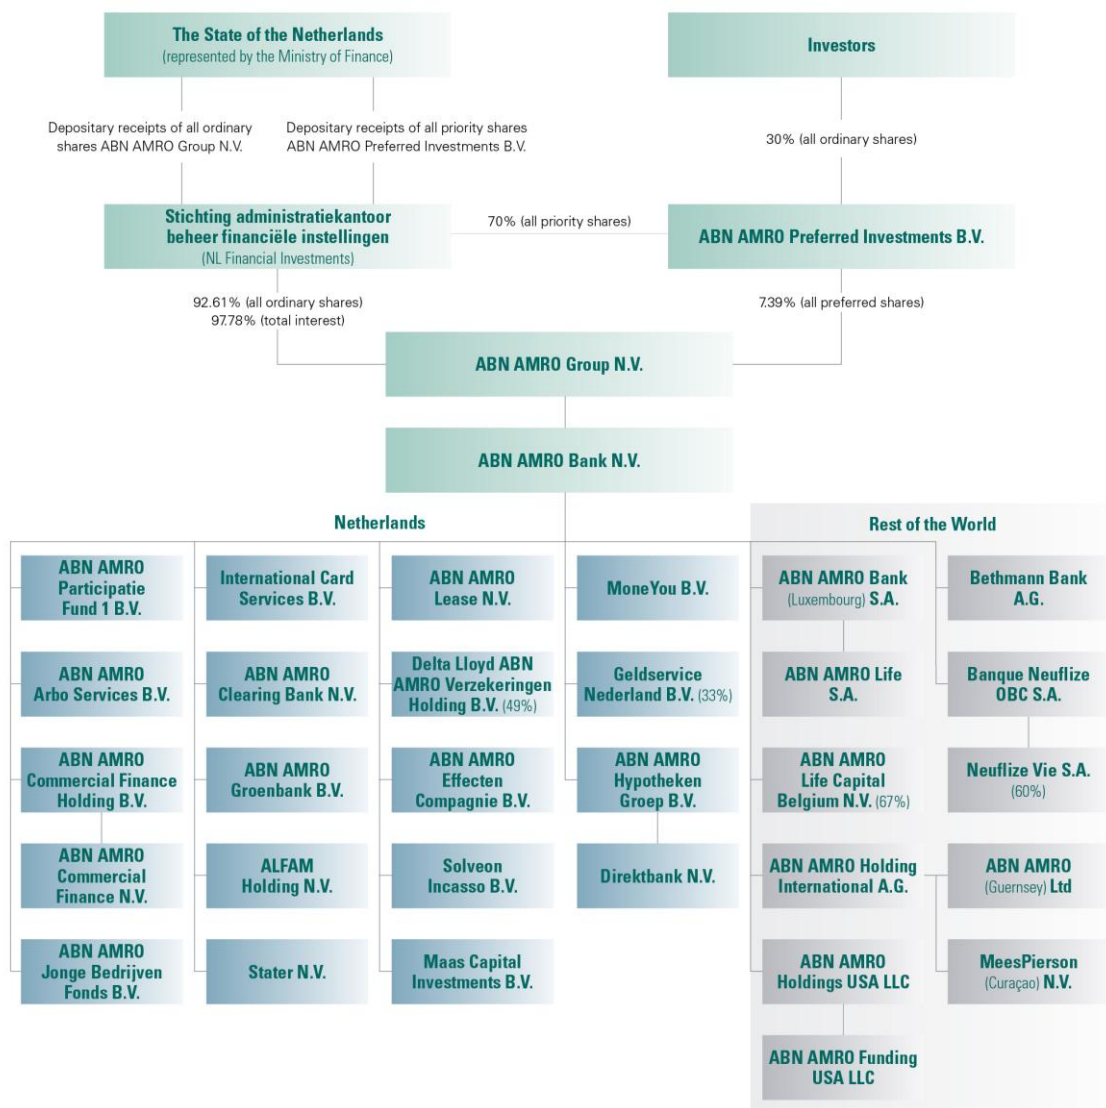 The State of the Netherlands
(represented by the Ministry of Finance)
Investors
Depositary receipts of all ordinary
shares ABN AMRO Group N.V.
Depositary receipts of all priority shares
ABN AMRO Preferred Investments B.V.
30% (all ordinary shares)
Stichting administratiekantoor
beheer financiële instellingen
(NL Financial Investments)
70% (all priority shares)
ABN AMRO Preferred Investments B.V.
92.61% (all ordinary shares)
97.78% (total interest)
7.39% (all preferred shares)
ABN AMRO Group N.V.
ABN AMRO Bank N.V.
Netherlands
Rest of the World
ABN AMRO
Participatie
Fund 1 B.V.
International Card
Services B.V.
ABN AMRO
Lease N.V.
MoneYou B.V.
ABN AMRO Bank
(Luxembourg) S.A.
Bethmann Bank
A.G.
ABN AMRO
Arbo Services B.V.
ABN AMRO
Clearing Bank N.V.
Delta Lloyd ABN
AMRO Verzekeringen
Holding B.V. (49%)
Geldservice
Nederland B.V. (33%)
ABN AMRO Life
S.A.
Banque Neuflize
OBC S.A.
ABN AMRO
Commercial Finance
Holding B.V.
ABN AMRO
Groenbank B.V.
ABN AMRO
Effecten
Compagnie B.V.
ABN AMRO
Hypotheken
Groep B.V.
ABN AMRO
Life Capital
Belgium N.V. (67%)
Neuflize Vie S.A.
(60%)
ABN AMRO
Commercial
Finance N.V.
ALFAM
Holding N.V.
Solveon
Incasso B.V.
Direktbank N.V.
ABN AMRO Holding
International A.G.
ABN AMRO
(Guernsey) Ltd
ABN AMRO
Jonge Bedrijven
Fonds B.V.
Stater N.V.
Maas Capital
Investments B.V.
ABN AMRO
Holdings USA LLC
MeesPierson
(Curaçao) N.V.
ABN AMRO Funding
USA LLC